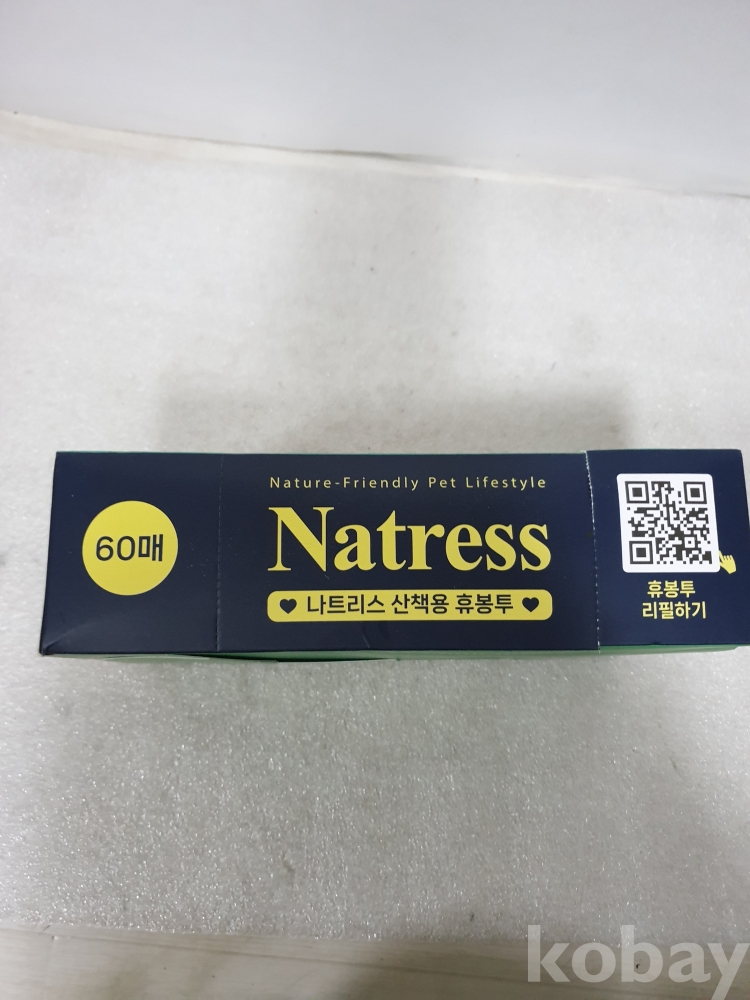 60매
Nature-Friendly Pet Lifestyle
Natress
나트리스 산책용 휴봉투
휴봉투
리필하기
kobay